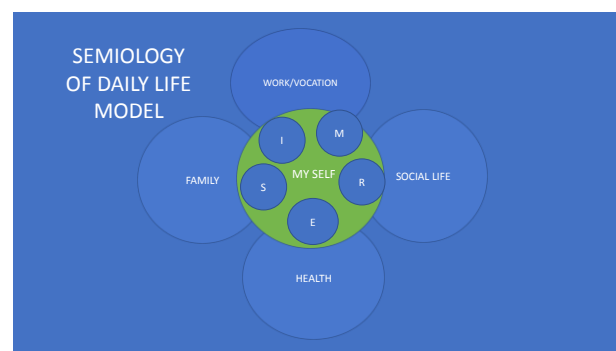 SEMIOLOGY
OF DAILY LIFE
MODEL
WORK/VOCATION
I
M
FAMILY
S
MY SELF
R
SOCIAL LIFE
E
HEALTH